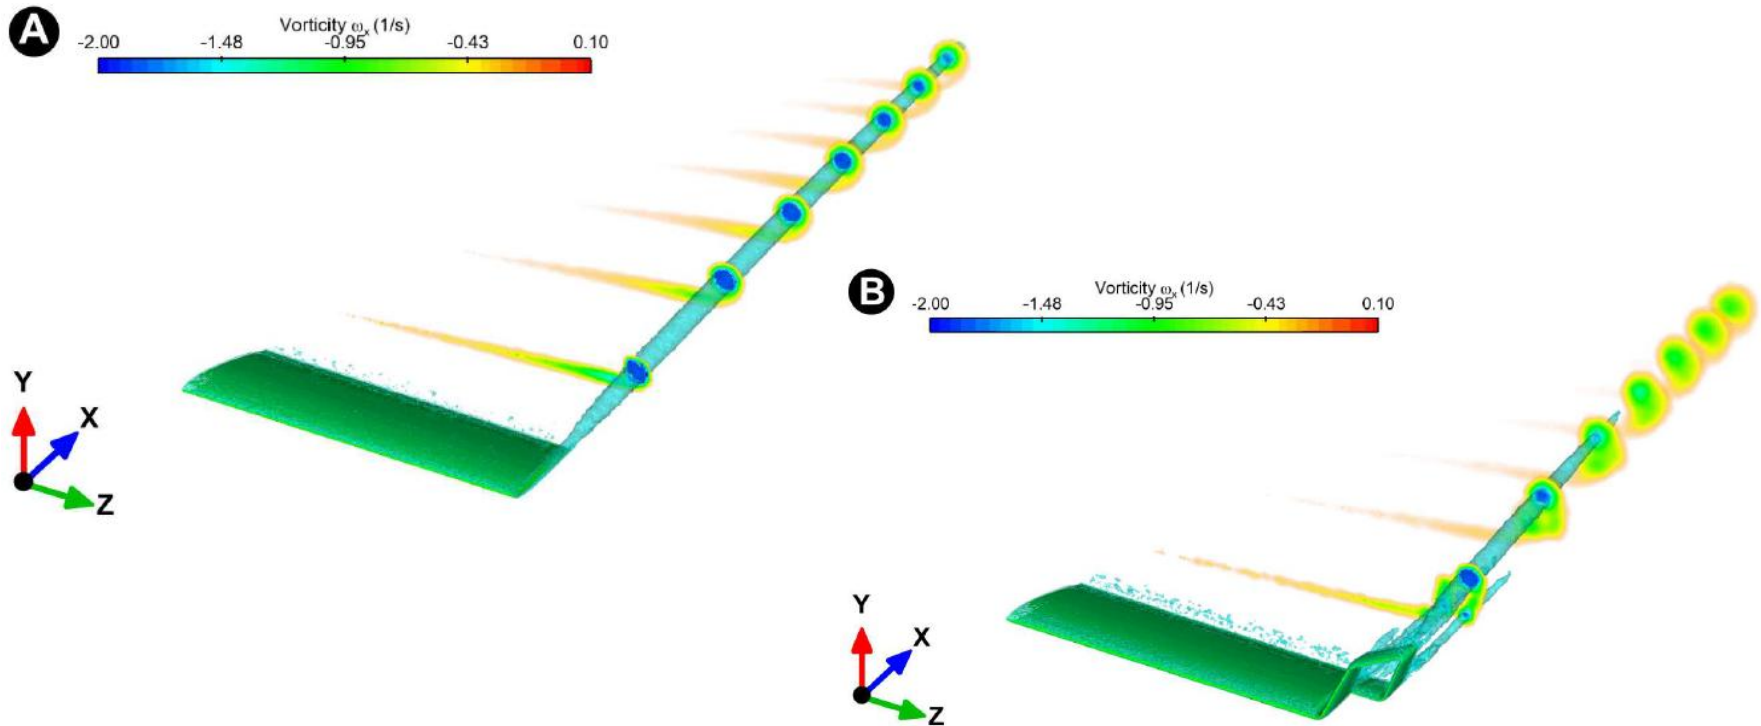 A
Vorticity ωx (1/s)
-2.00 -1.48 -0.95 -0.43 0.10
Y
X
Z
B
Vorticity ωx (1/s)
-2.00 -1.48 -0.95 -0.43 0.10
Y
X
Z